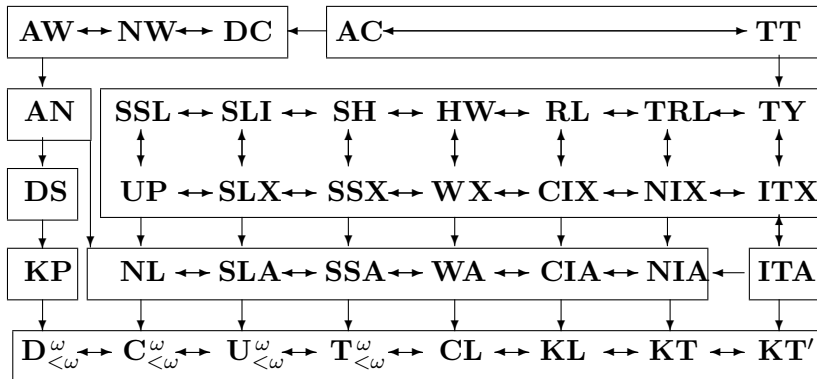 AW NW DC AC TT
AN SSL SLI SH HW RL TRL TY
DS UP SLX SSX WX CIX NIX ITX
KP NL SLA SSA WA CIA NIA ITA
D^ω_{<ω} C^ω_{<ω} U^ω_{<ω} T^ω_{<ω} CL KL KT KT′